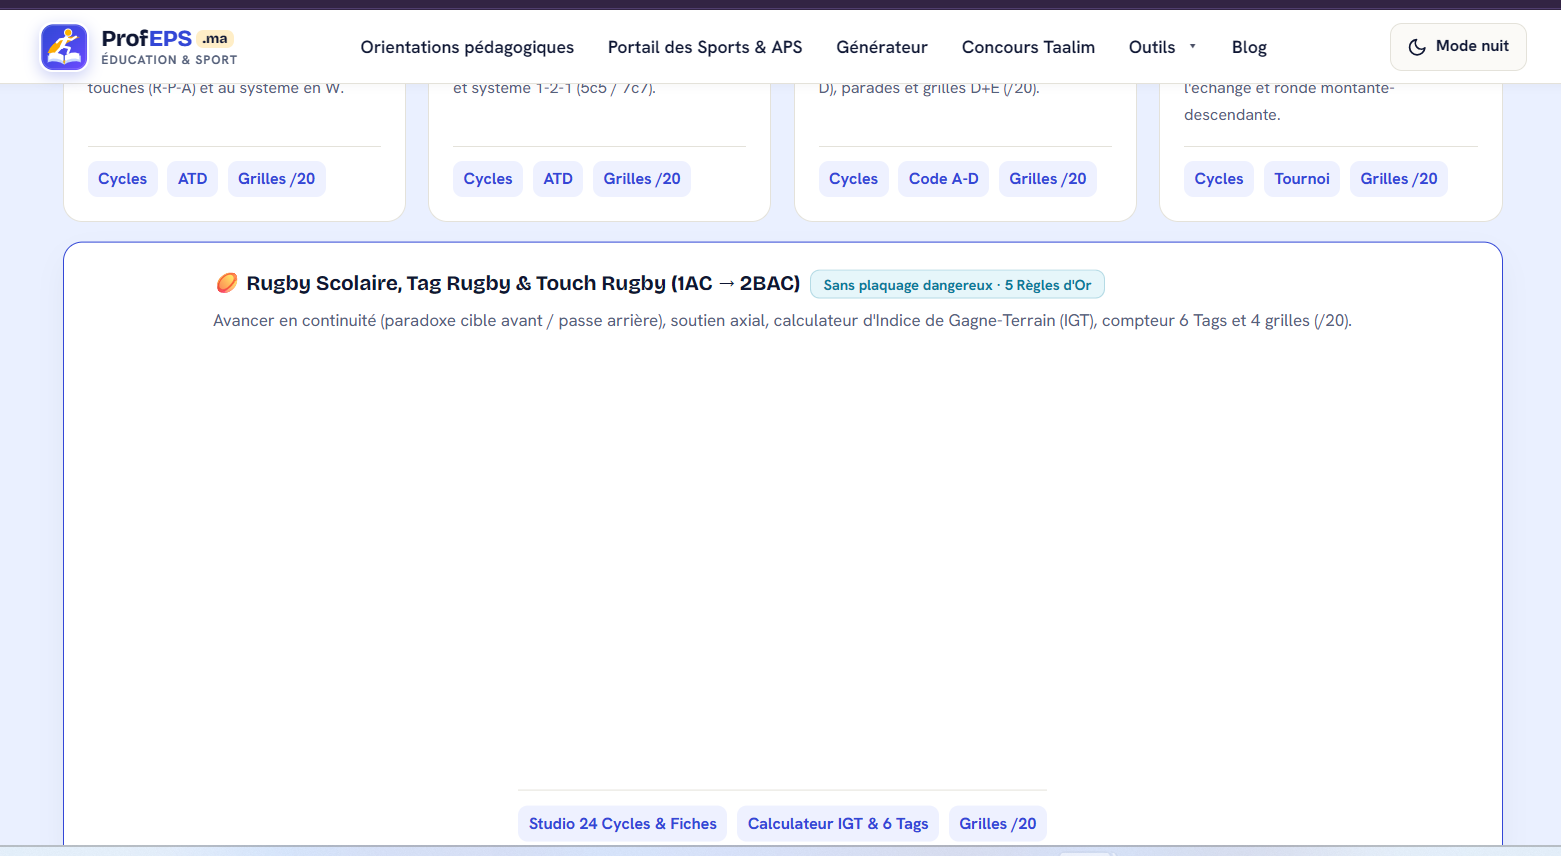 ProfEPS .ma
ÉDUCATION & SPORT
Orientations pédagogiques
Portail des Sports & APS
Générateur
Concours Taalim
Outils
Blog
Mode nuit
touches (R-P-A) et au système en W.
et système 1-2-1 (5c5 / 7c7).
D), parades et grilles D+E (/20).
l'échange et ronde montante-
descendante.
Cycles
ATD
Grilles /20
Cycles
ATD
Grilles /20
Cycles
Code A-D
Grilles /20
Cycles
Tournoi
Grilles /20
Rugby Scolaire, Tag Rugby & Touch Rugby (1AC → 2BAC)
Sans plaquage dangereux · 5 Règles d'Or
Avancer en continuité (paradoxe cible avant / passe arrière), soutien axial, calculateur d'Indice de Gagne-Terrain (IGT), compteur 6 Tags et 4 grilles (/20).
Studio 24 Cycles & Fiches
Calculateur IGT & 6 Tags
Grilles /20